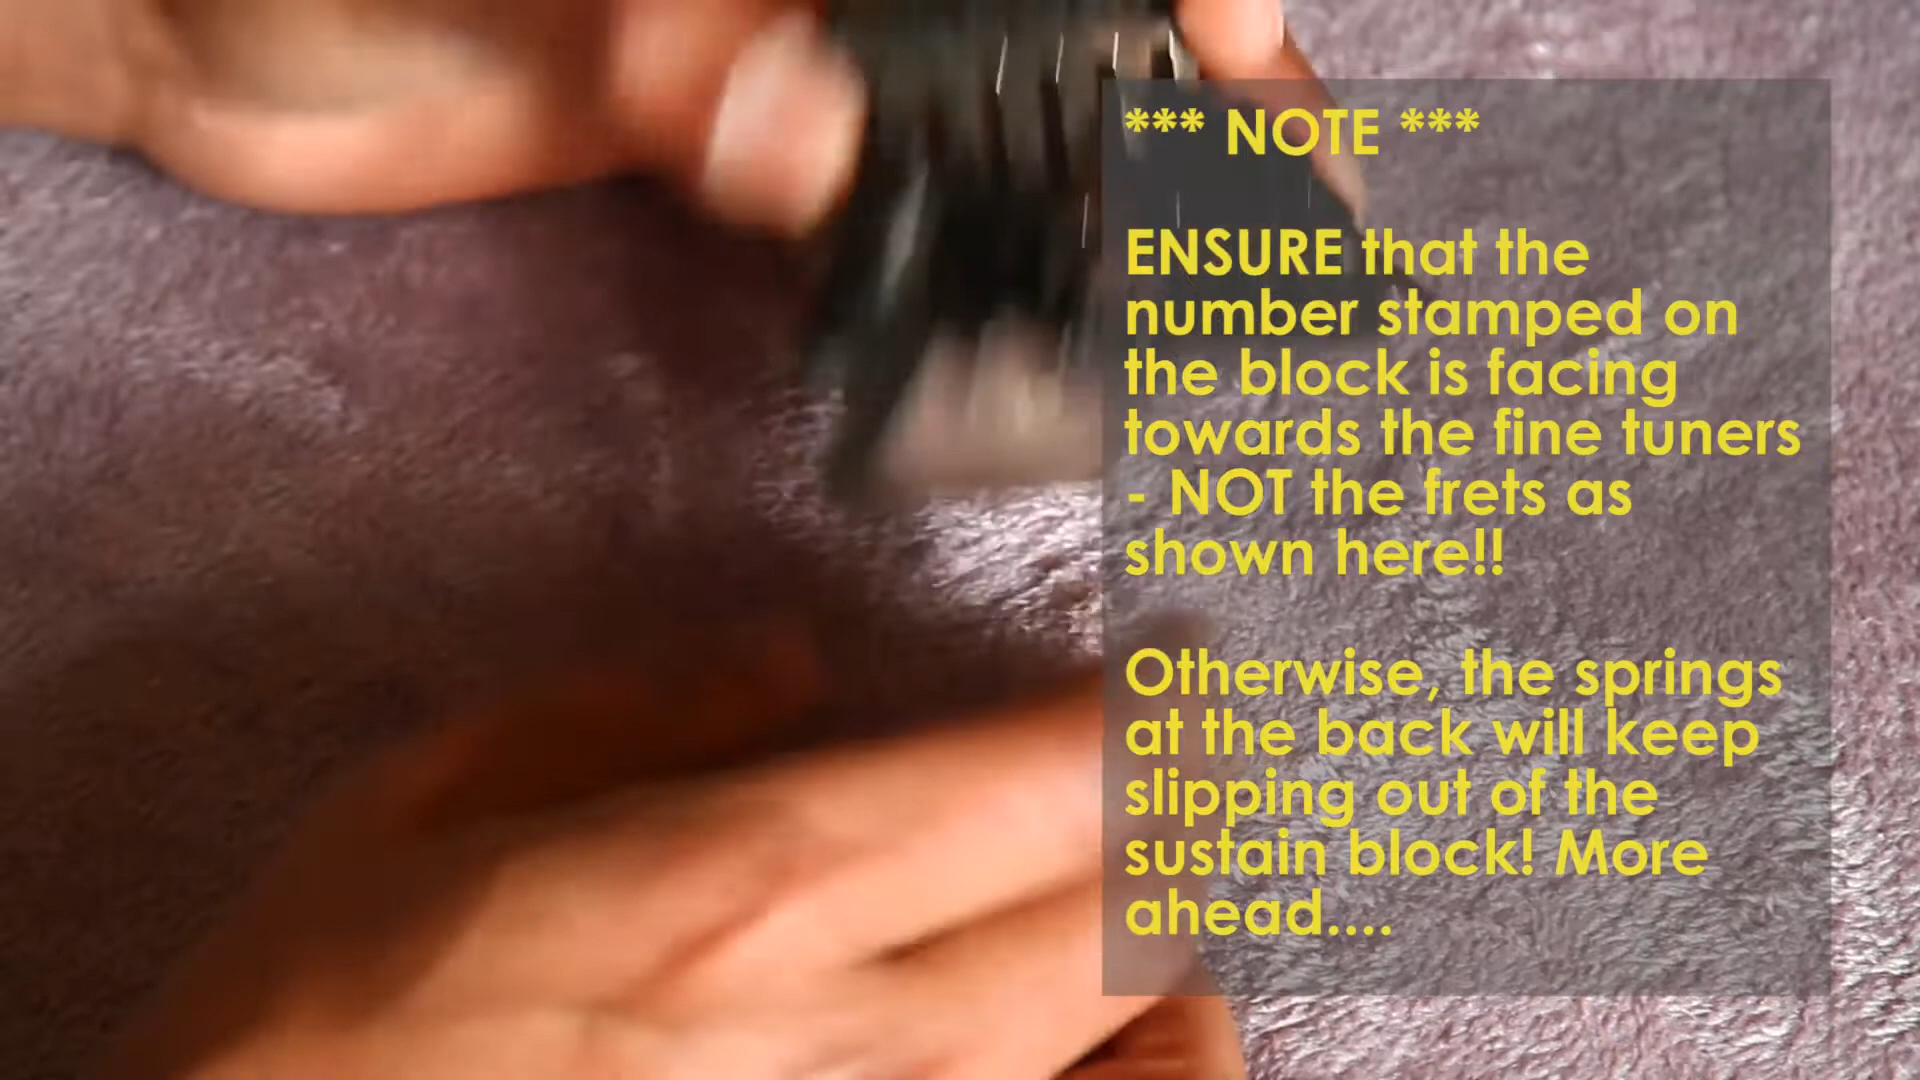 *** NOTE ***
ENSURE that the
number stamped on
the block is facing
towards the fine tuners
- NOT the frets as
shown here!!
Otherwise, the springs
at the back will keep
slipping out of the
sustain block! More
ahead....